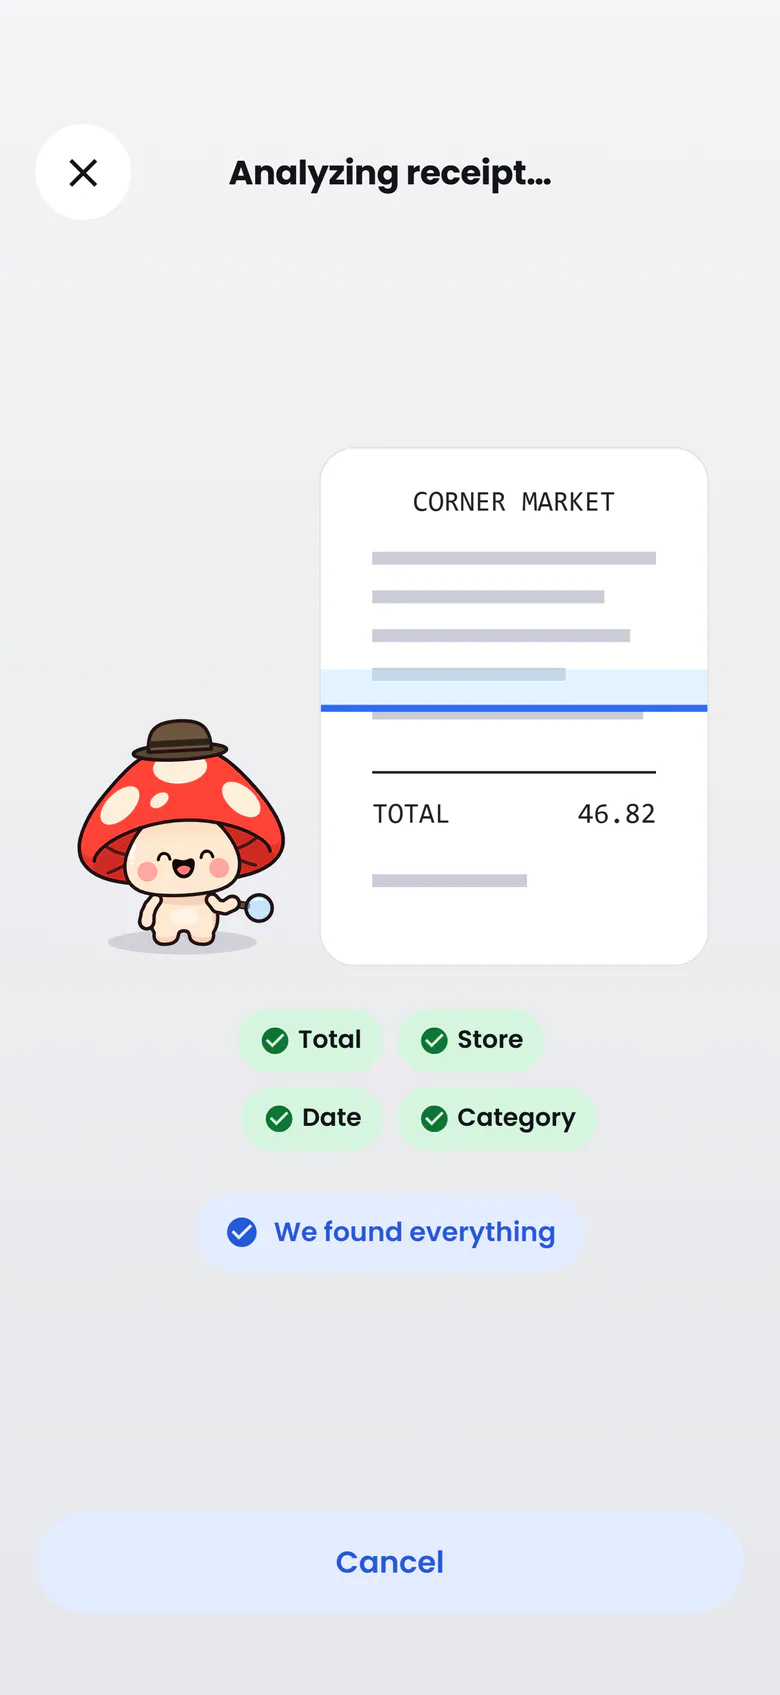 Analyzing receipt...
CORNER MARKET
TOTAL 46.82
Total Store
Date Category
We found everything
Cancel